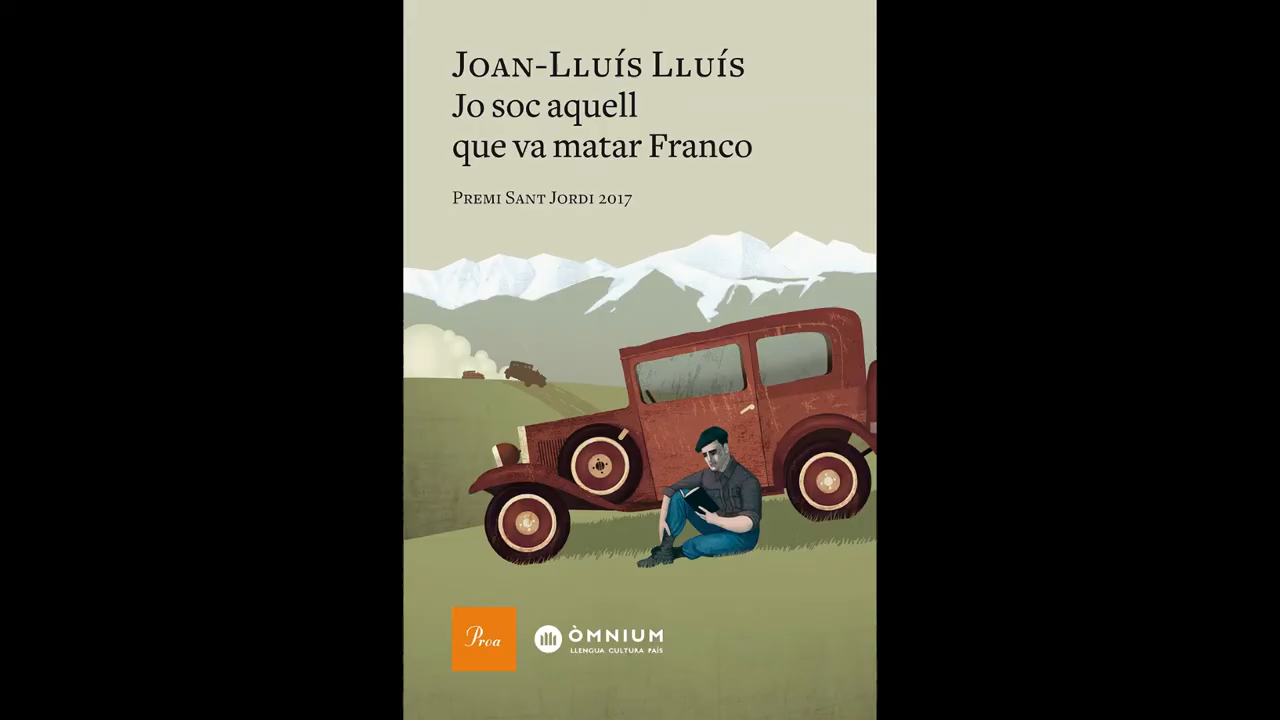 Joan-Lluís Lluís
Jo soc aquell
que va matar Franco
Premi Sant Jordi 2017
Proa
ÒMNIUM
LLENGUA CULTURA PAÍS